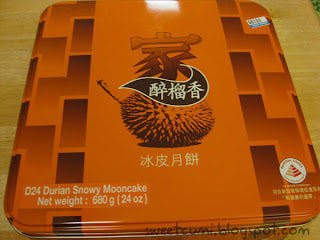 家
醉榴香
冰皮月餅
D24 Durian Snowy Mooncake
Net weight: 680g (24 oz)
sweetcumi.blogspot.com